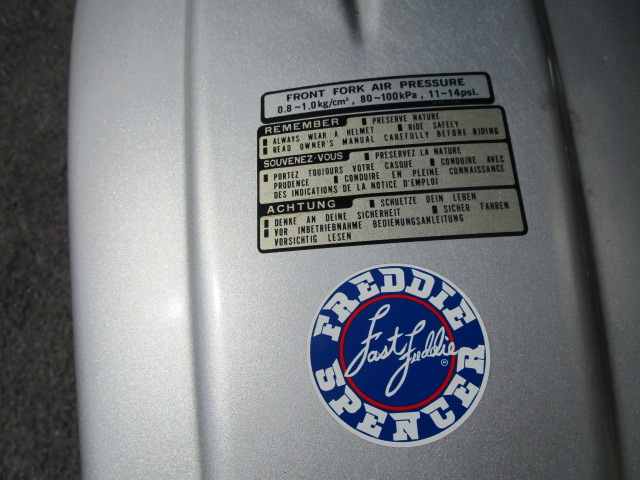 FRONT FORK AIR PRESSURE
0.8~1.0kg/cm², 80~100kPa, 11~14psi.
REMEMBER ▮ PRESERVE NATURE
▮ ALWAYS WEAR A HELMET ▮ RIDE SAFELY
▮ READ OWNER'S MANUAL CAREFULLY BEFORE RIDING
SOUVENEZ-VOUS ▮ PRESERVEZ LA NATURE
▮ PORTEZ TOUJOURS VOTRE CASQUE ▮ CONDUIRE AVEC
PRUDENCE ▮ CONDUIRE EN PLEINE CONNAISSANCE
DES INDICATIONS DE LA NOTICE D'EMPLOI
ACHTUNG ▮ SCHUETZE DEIN LEBEN
▮ DENKE AN DEINE SICHERHEIT ▮ SICHER FAHREN
▮ VOR INBETRIEBNAHME BEDIENUNGSANLEITUNG
VORSICHTIG LESEN
FREDDIE
Fast Freddie
®
SPENCER